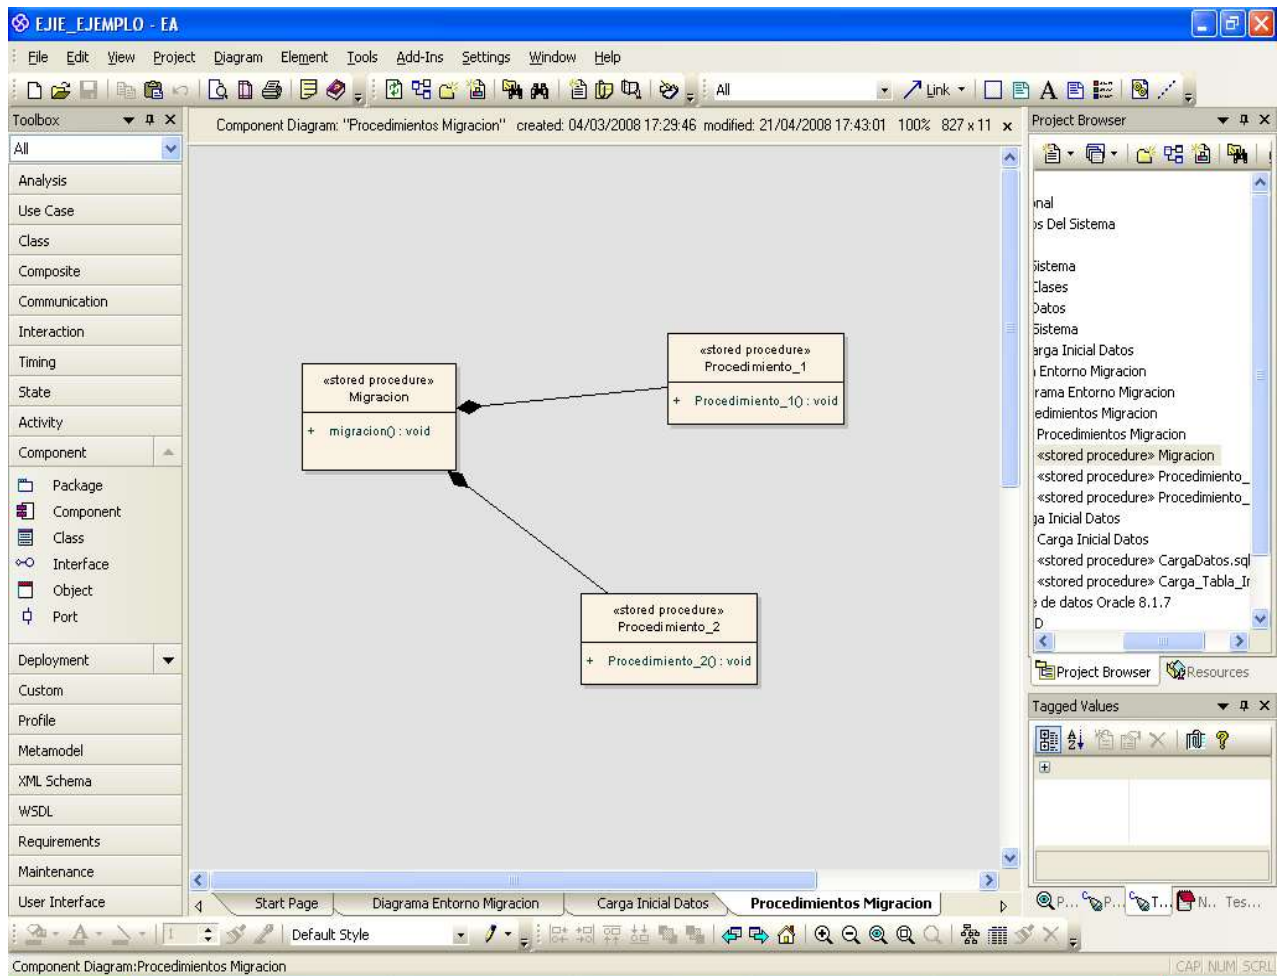 EJIE_EJEMPLO - EA
File Edit View Project Diagram Element Tools Add-Ins Settings Window Help
All Link A
Toolbox
Component Diagram: "Procedimientos Migracion" created: 04/03/2008 17:29:46 modified: 21/04/2008 17:43:01 100% 827 x 11
Project Browser
All
Analysis
Use Case
Class
Composite
Communication
Interaction
Timing
State
Activity
Component
Package
Component
Class
Interface
Object
Port
Deployment
Custom
Profile
Metamodel
XML Schema
WSDL
Requirements
Maintenance
User Interface
«stored procedure»
Migracion
+ migracion() : void
«stored procedure»
Procedimiento_1
+ Procedimiento_1() : void
«stored procedure»
Procedimiento_2
+ Procedimiento_2() : void
nal
s Del Sistema
istema
Clases
Datos
Sistema
arga Inicial Datos
Entorno Migracion
rama Entorno Migracion
edimientos Migracion
Procedimientos Migracion
«stored procedure» Migracion
«stored procedure» Procedimiento_
«stored procedure» Procedimiento_
ga Inicial Datos
Carga Inicial Datos
«stored procedure» CargaDatos.sql
«stored procedure» Carga_Tabla_In
de datos Oracle 8.1.7
D
Project Browser Resources
Tagged Values
P... P... T... N.. Tes...
Start Page Diagrama Entorno Migracion Carga Inicial Datos Procedimientos Migracion
A 1 Default Style
Component Diagram:Procedimientos Migracion
CAP NUM SCRL